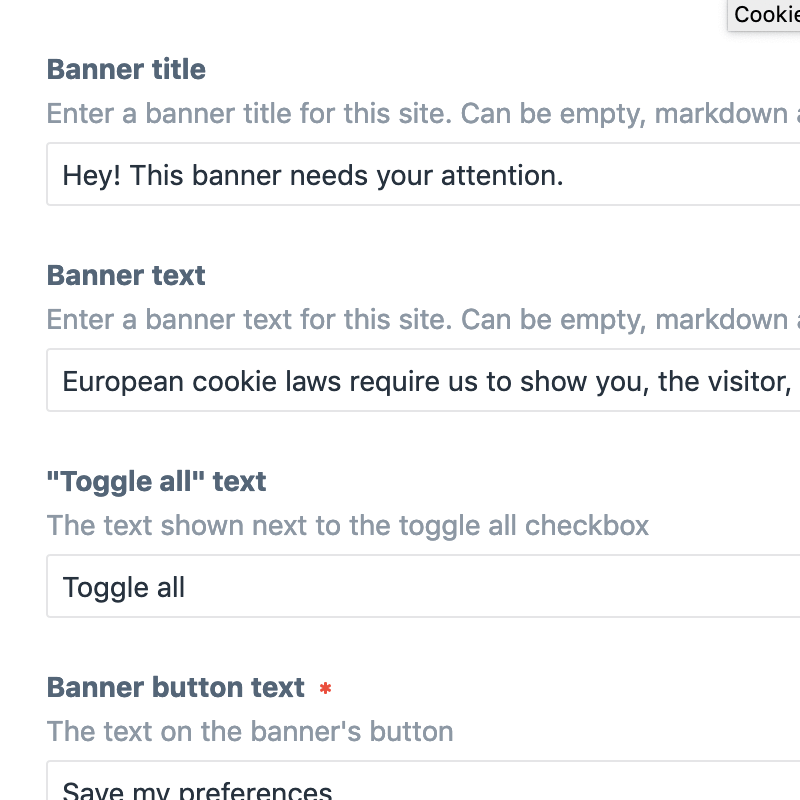 Cookie
Banner title
Enter a banner title for this site. Can be empty, markdown
Hey! This banner needs your attention.
Banner text
Enter a banner text for this site. Can be empty, markdown
European cookie laws require us to show you, the visitor,
"Toggle all" text
The text shown next to the toggle all checkbox
Toggle all
Banner button text *
The text on the banner's button
Save my preferences